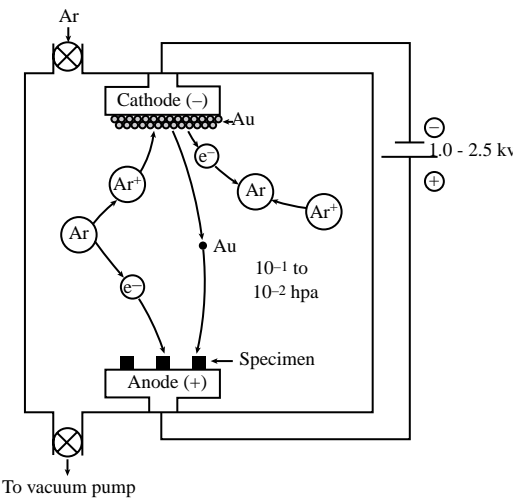 Ar
Cathode (–)
Au
–
1.0 - 2.5 kv
+
e–
Ar+
Ar
Ar+
Ar
Au
10–1 to
10–2 hpa
e–
Specimen
Anode (+)
To vacuum pump